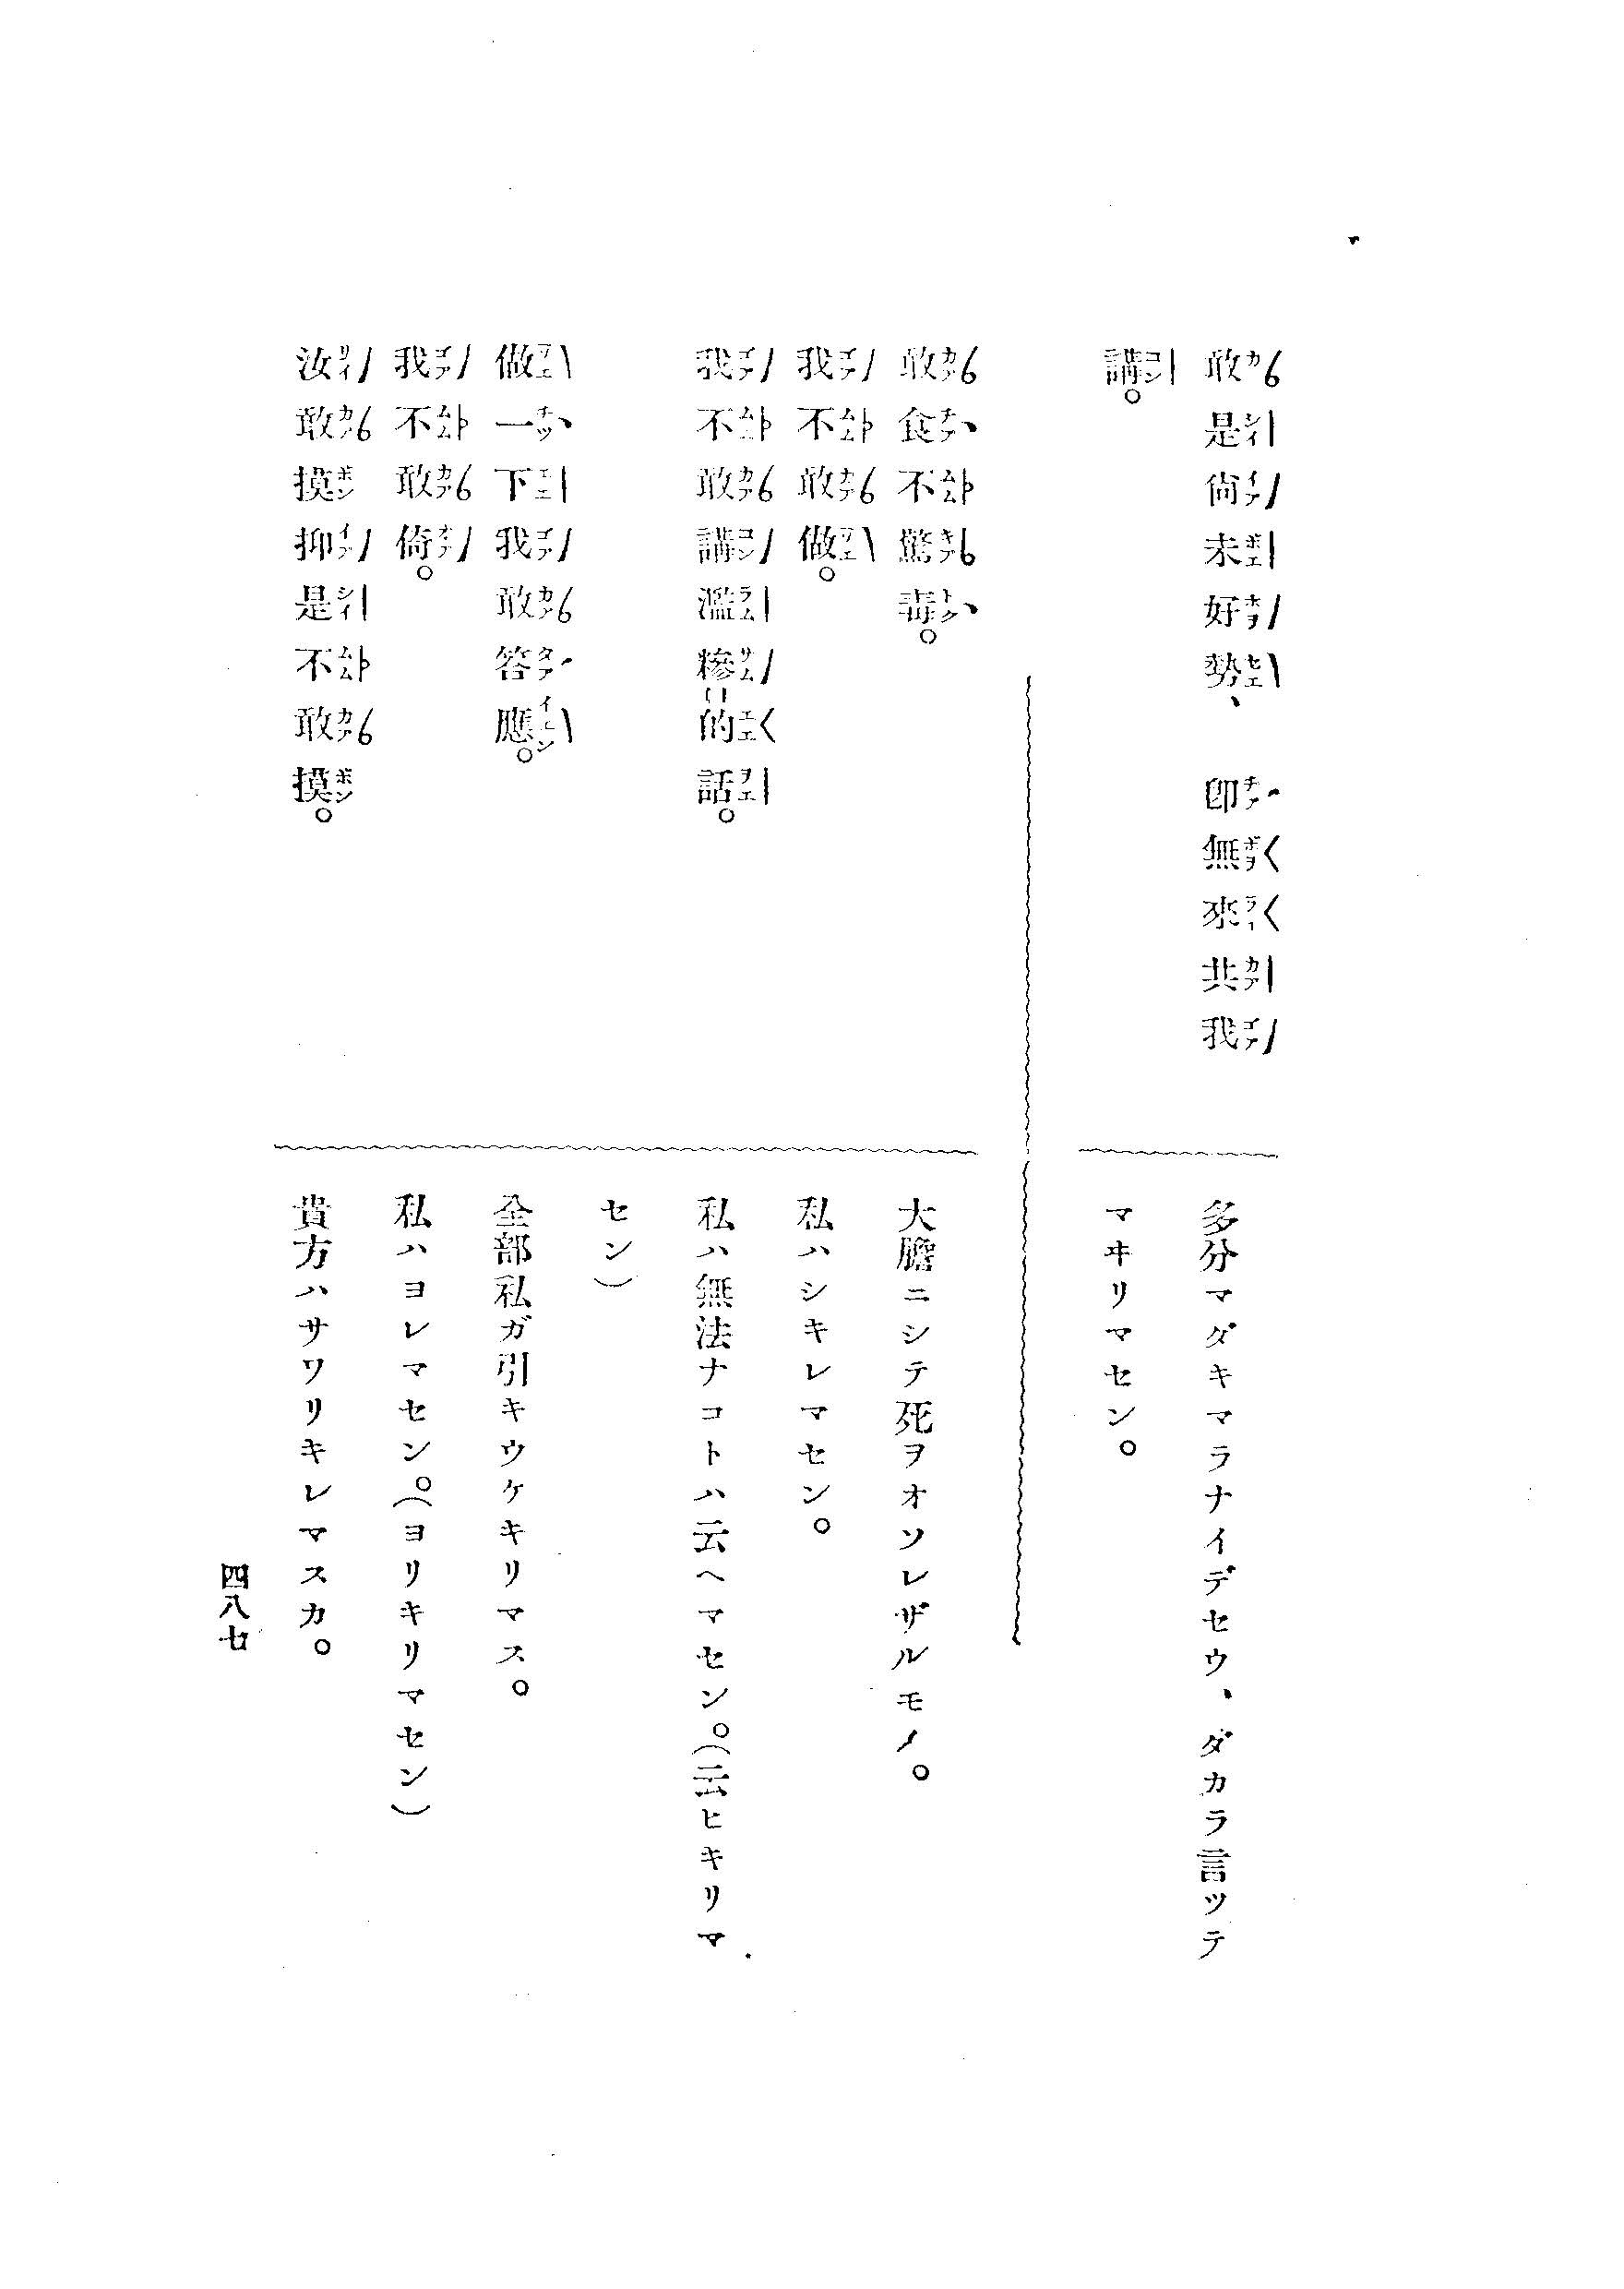 敢是尙未好勢、卽無來共我
講。
多分マダキマラナイデセウ、ダカラ言ツテ
マヰリマセン。
敢食不驚毒。
大膽ニシテ死ヲオソレザルモノ。
我不敢做。
私ハシキレマセン。
我不敢講濫糝的話。
私ハ無法ナコトハ云ヘマセン。(云ヒキリマ
セン)
做一下我敢答應。
全部私ガ引キウケキリマス。
我不敢倚。
私ハヨレマセン。(ヨリキリマセン)
汝敢摸抑是不敢摸。
貴方ハサワリキレマスカ。
四八七